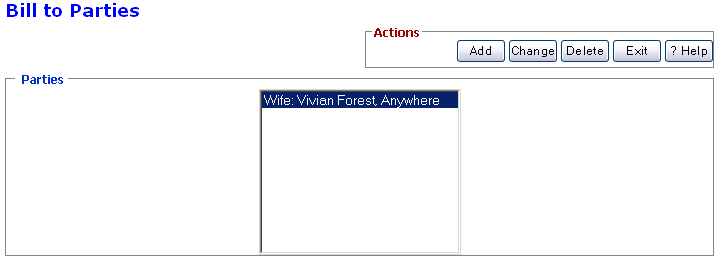 Bill to Parties
Actions
Add Change Delete Exit ? Help
Parties
Wife: Vivian Forest, Anywhere